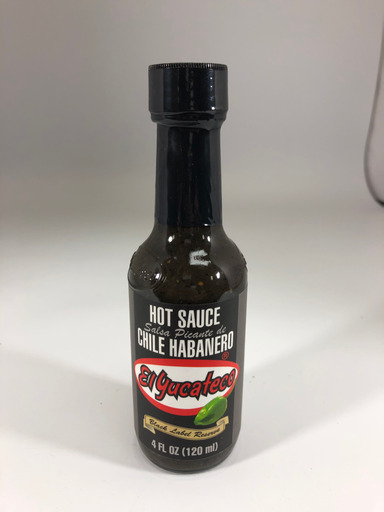 HOT SAUCE
Salsa Picante de
CHILE HABANERO
El Yucateco®
Black Label Reserve
4 FL OZ (120 ml)